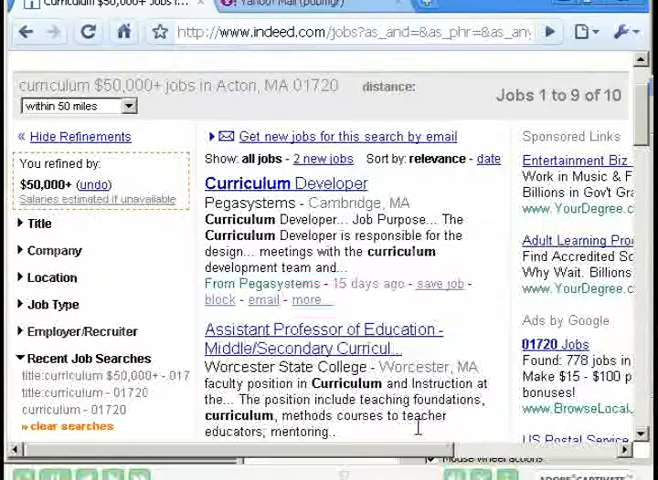 Curriculum $50,000+ Jobs i
Yahoo! Mail (pubmgr)
http://www.indeed.com/jobs?as_and=&as_phr=&as_any
curriculum $50,000+ jobs in Acton, MA 01720
distance:
within 50 miles
Jobs 1 to 9 of 10
« Hide Refinements
You refined by:
$50,000+ (undo)
Salaries estimated if unavailable
Title
Company
Location
Job Type
Employer/Recruiter
Recent Job Searches
title:curriculum $50,000+ - 017
title:curriculum - 01720
curriculum - 01720
» clear searches
Get new jobs for this search by email
Show: all jobs - 2 new jobs Sort by: relevance - date
Curriculum Developer
Pegasystems - Cambridge, MA
Curriculum Developer... Job Purpose... The
Curriculum Developer is responsible for the
design... meetings with the curriculum
development team and...
From Pegasystems - 15 days ago - save job -
block - email - more...
Assistant Professor of Education -
Middle/Secondary Curricul...
Worcester State College - Worcester, MA
faculty position in Curriculum and Instruction at
the... The position include teaching foundations,
curriculum, methods courses to teacher
educators; mentoring..
Sponsored Links
Entertainment Biz
Work in Music & F
Billions in Gov't Gra
www.YourDegree.c
Adult Learning Pro
Find Accredited Sc
Why Wait. Billions
www.YourDegree.c
Ads by Google
01720 Jobs
Found: 778 jobs in
Make $15 - $100 p
bonuses!
www.BrowseLocal
US Postal Service
Mouse wheel actions
ADOBE CAPTIVATE